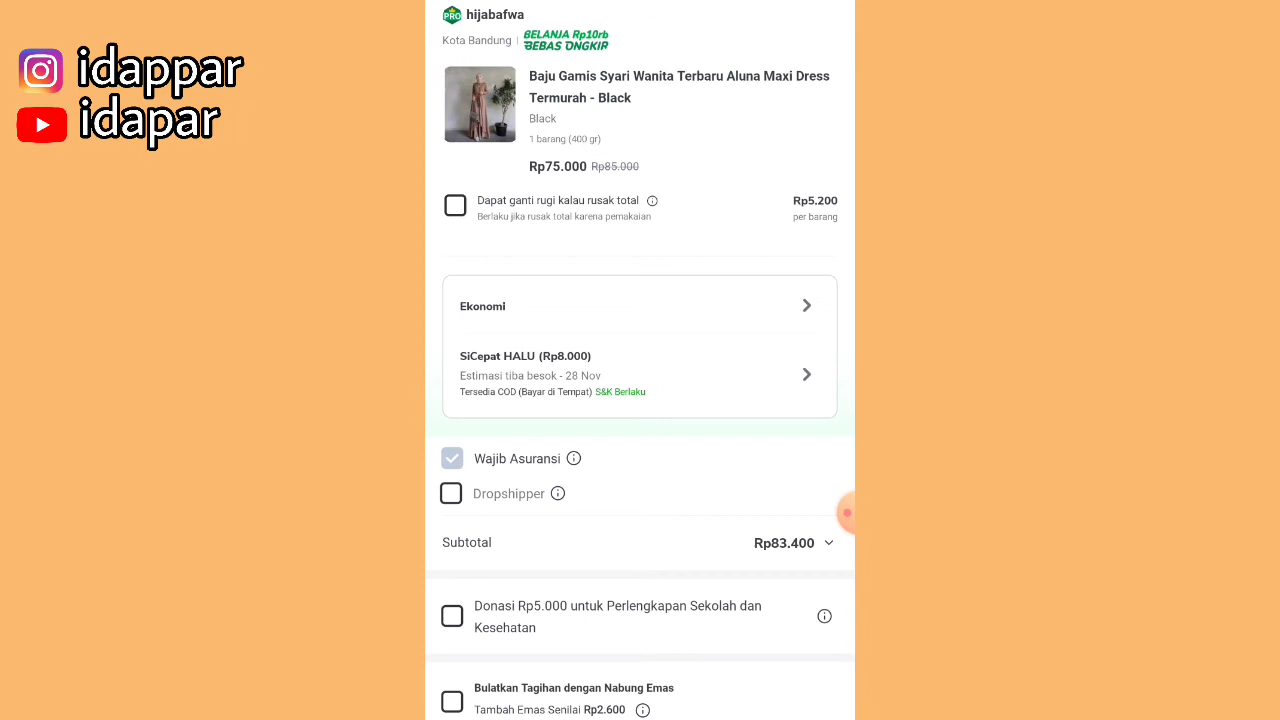 idappar
idapar
PRO hijabafwa
Kota Bandung
BELANJA Rp10rb
BEBAS ONGKIR
Baju Gamis Syari Wanita Terbaru Aluna Maxi Dress
Termurah - Black
Black
1 barang (400 gr)
Rp75.000 Rp85.000
Dapat ganti rugi kalau rusak total Rp5.200
Berlaku jika rusak total karena pemakaian per barang
Ekonomi
SiCepat HALU (Rp8.000)
Estimasi tiba besok - 28 Nov
Tersedia COD (Bayar di Tempat) S&K Berlaku
Wajib Asuransi
Dropshipper
Subtotal Rp83.400
Donasi Rp5.000 untuk Perlengkapan Sekolah dan
Kesehatan
Bulatkan Tagihan dengan Nabung Emas
Tambah Emas Senilai Rp2.600